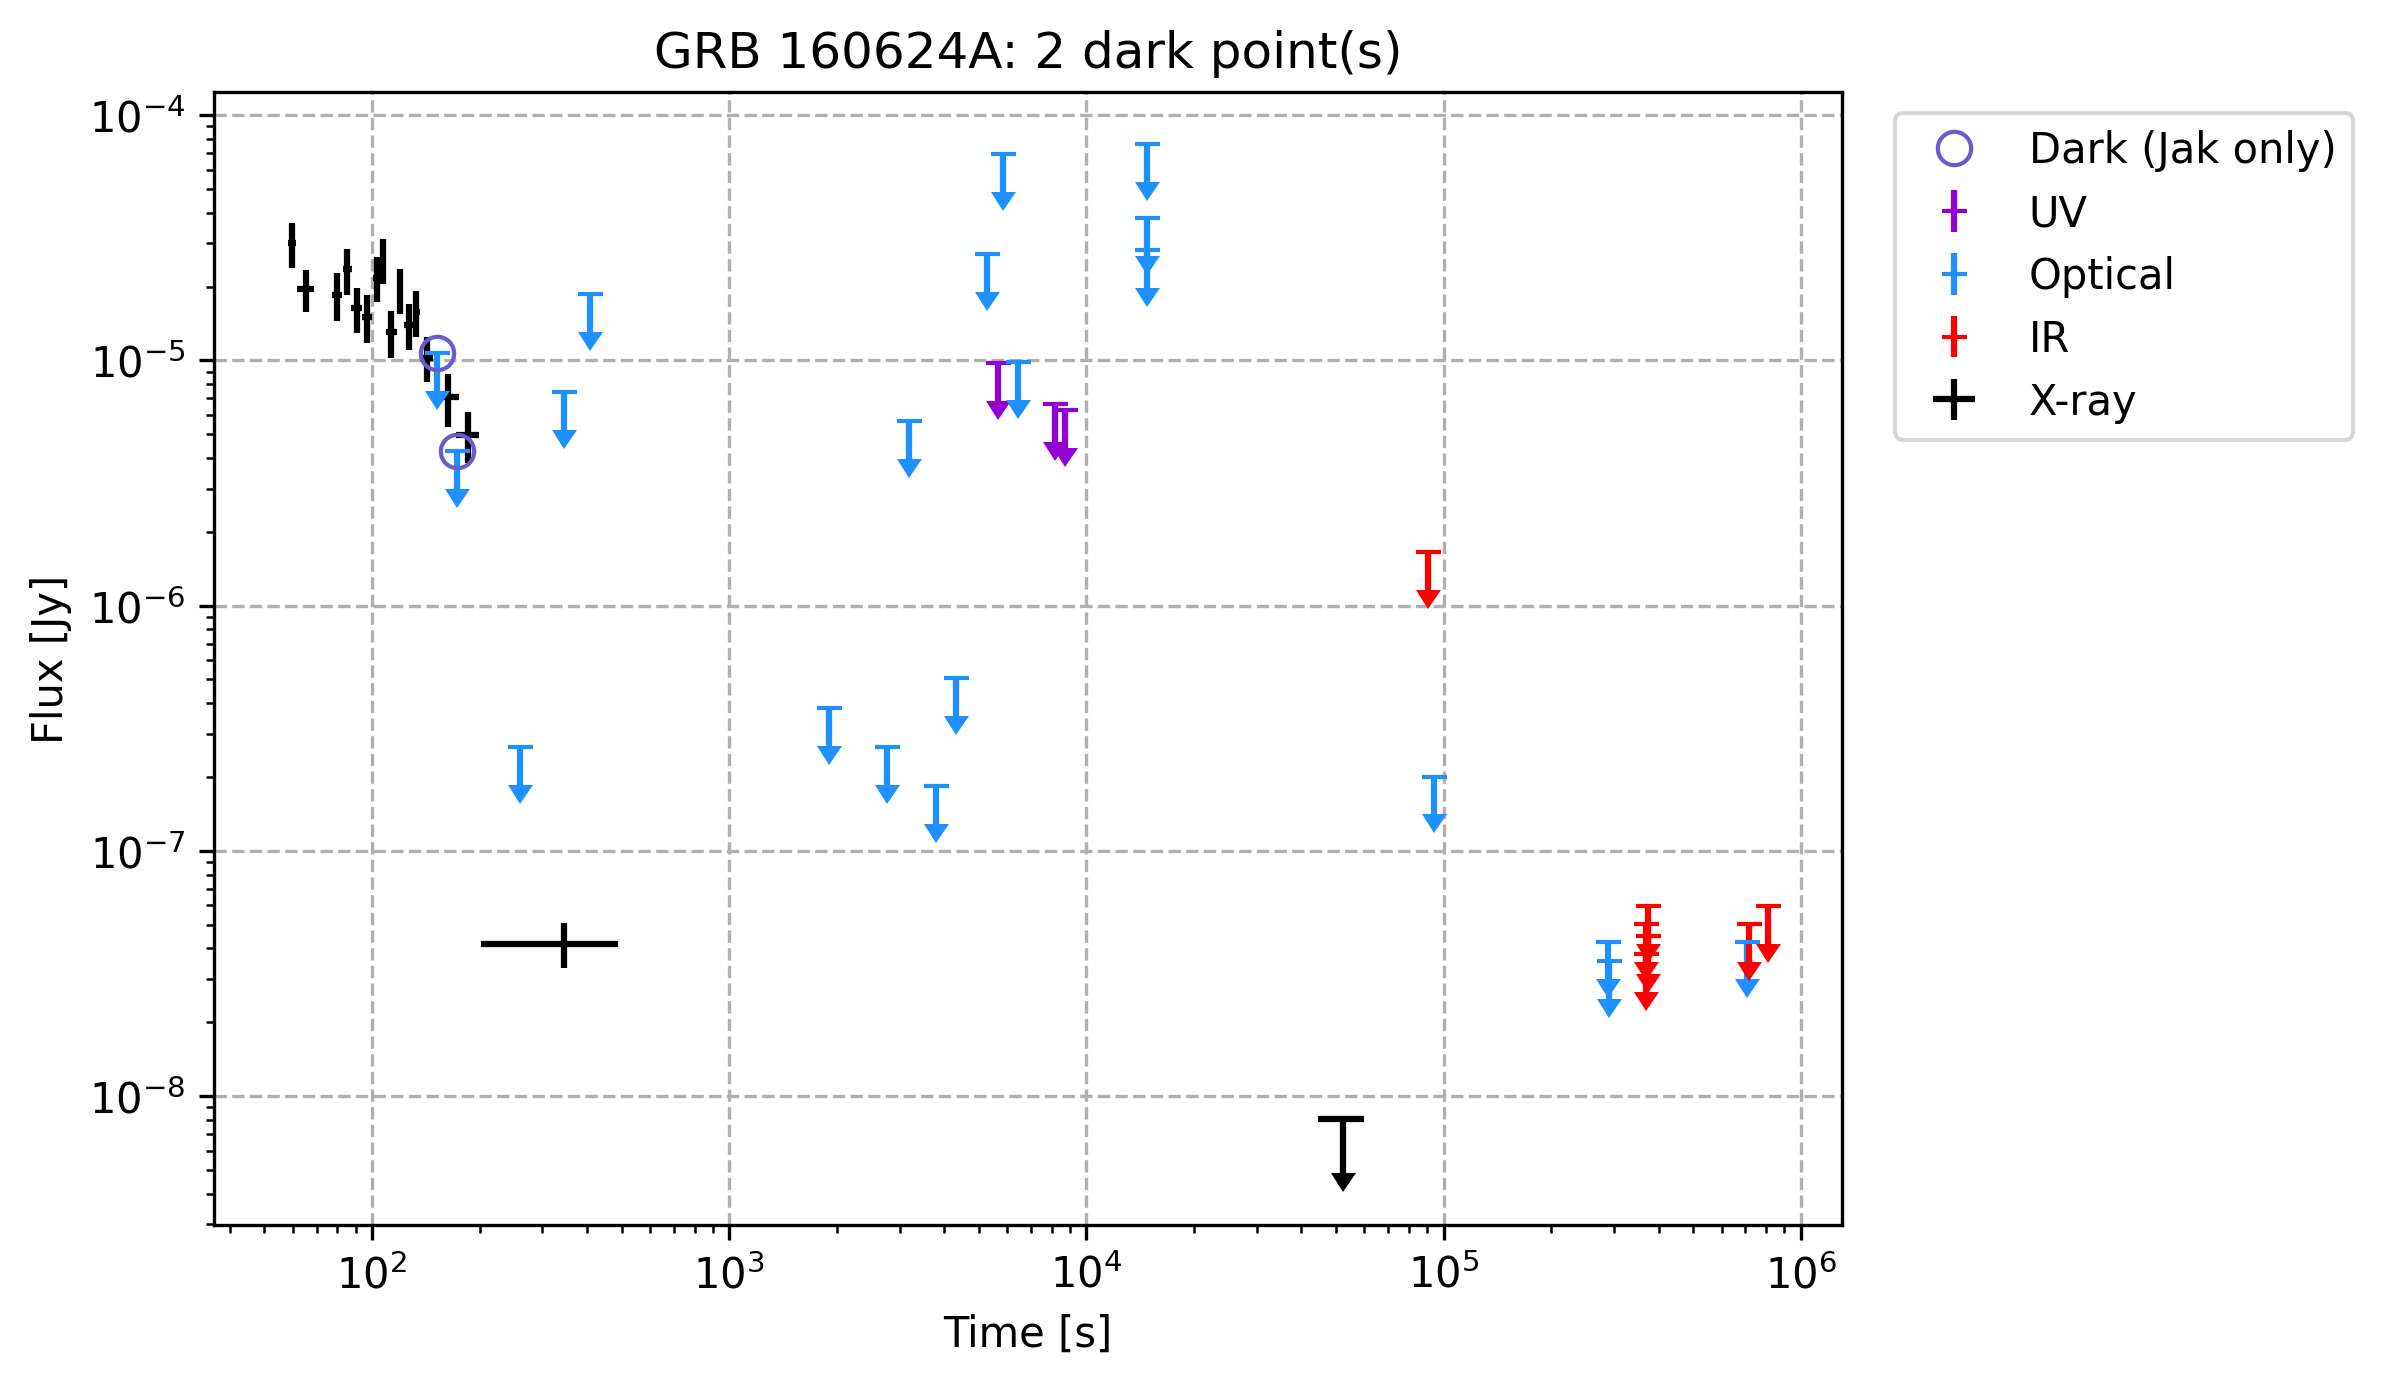 GRB 160624A: 2 dark point(s)
10⁻⁴
10⁻⁵
10⁻⁶
10⁻⁷
10⁻⁸
Flux [Jy]
10² 10³ 10⁴ 10⁵ 10⁶
Time [s]
Dark (Jak only)
UV
Optical
IR
X-ray